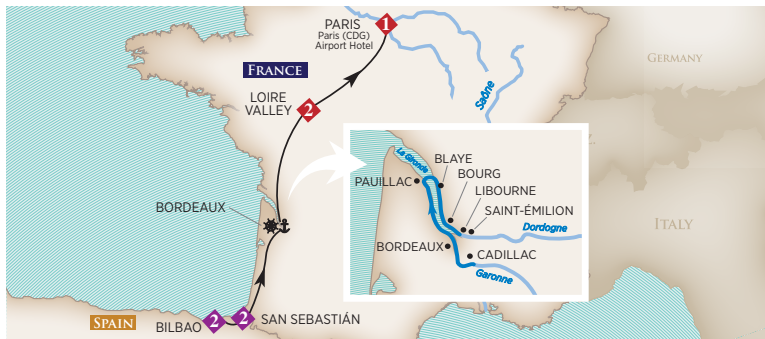 PARIS
Paris (CDG)
Airport Hotel
1
FRANCE
GERMANY
LOIRE
VALLEY
2
Saône
La Gironde
BLAYE
PAUILLAC
BOURG
LIBOURNE
SAINT-ÉMILION
BORDEAUX
Dordogne
ITALY
BORDEAUX
CADILLAC
Garonne
SPAIN
BILBAO
2
2
SAN SEBASTIÁN